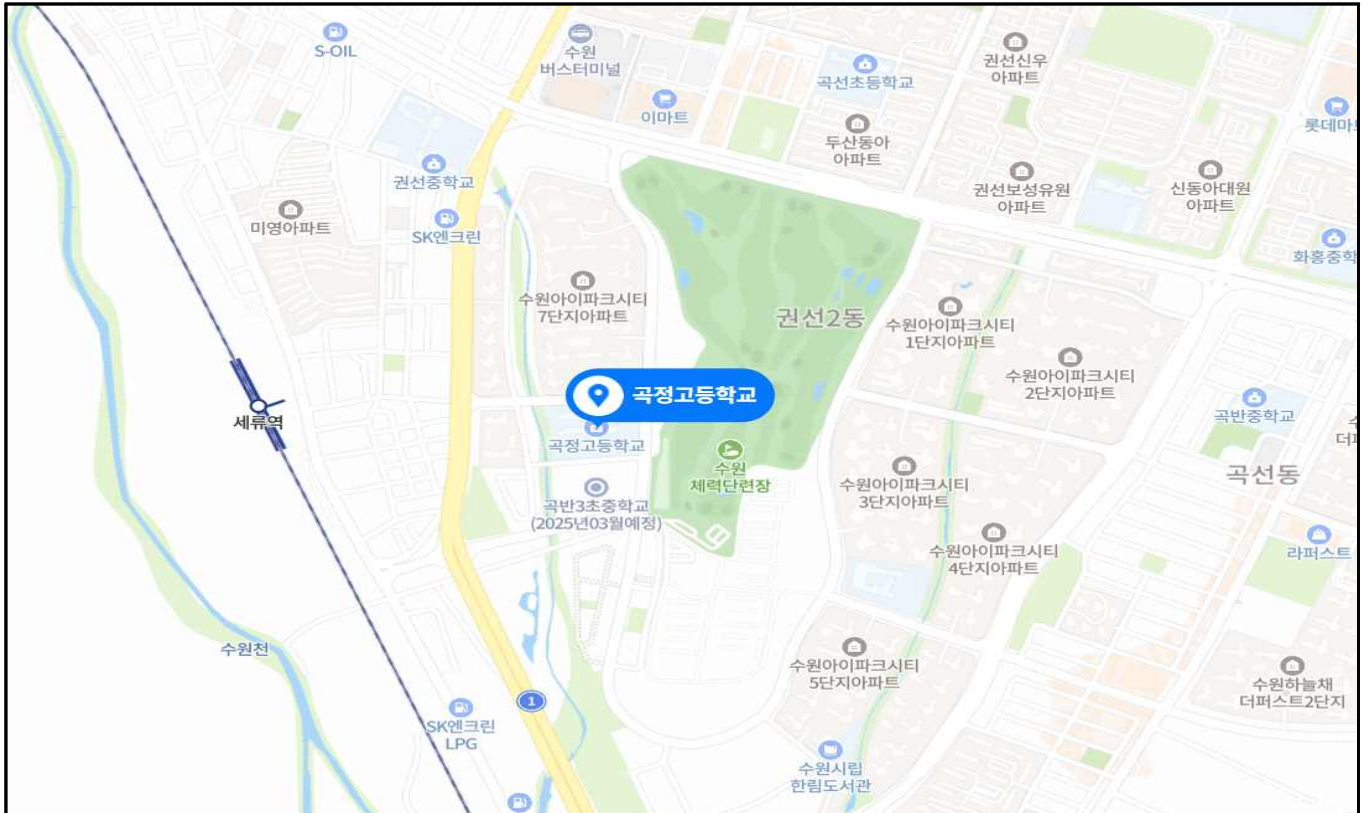 S-OIL
수원
버스터미널
이마트
곡선초등학교
권선신우
아파트
롯데마
두산동아
아파트
권선중학교
권선보성유원
아파트
신동아대원
아파트
미영아파트
SK엔크린
화홍중학
수원아이파크시티
7단지아파트
권선2동
수원아이파크시티
1단지아파트
수원아이파크시티
2단지아파트
곡정고등학교
세류역
곡정고등학교
곡반중학교
수원
체력단련장
수원아이파크시티
3단지아파트
곡선동
더퍼
곡반3초중학교
(2025년03월예정)
수원아이파크시티
4단지아파트
라퍼스트
수원천
수원아이파크시티
5단지아파트
수원하늘채
더퍼스트2단지
1
SK엔크린
LPG
수원시립
한림도서관